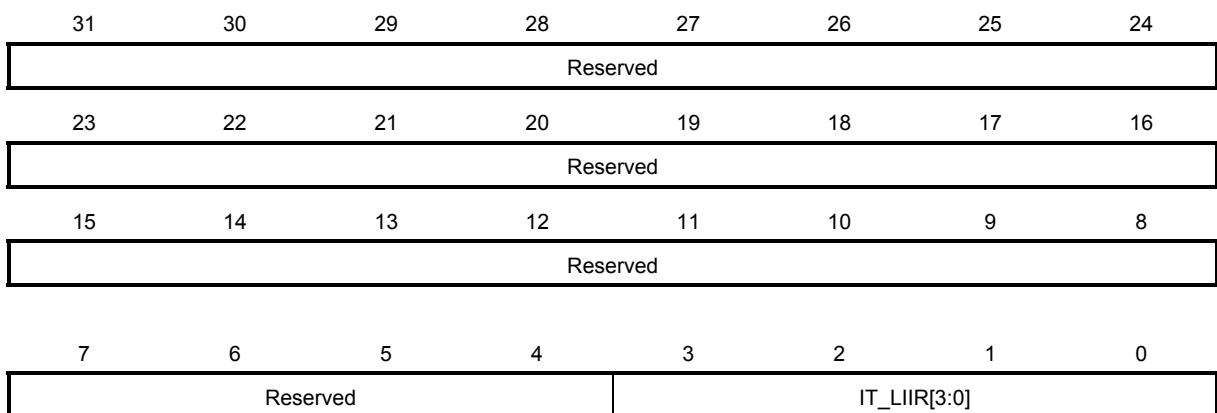 31 30 29 28 27 26 25 24
Reserved
23 22 21 20 19 18 17 16
Reserved
15 14 13 12 11 10 9 8
Reserved
7 6 5 4 3 2 1 0
Reserved IT_LIIR[3:0]